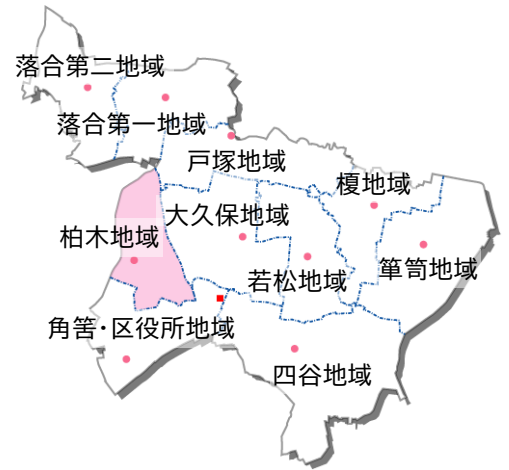 落合第二地域
落合第一地域
戸塚地域
榎地域
大久保地域
柏木地域
箪笥地域
若松地域
角筈・区役所地域
四谷地域